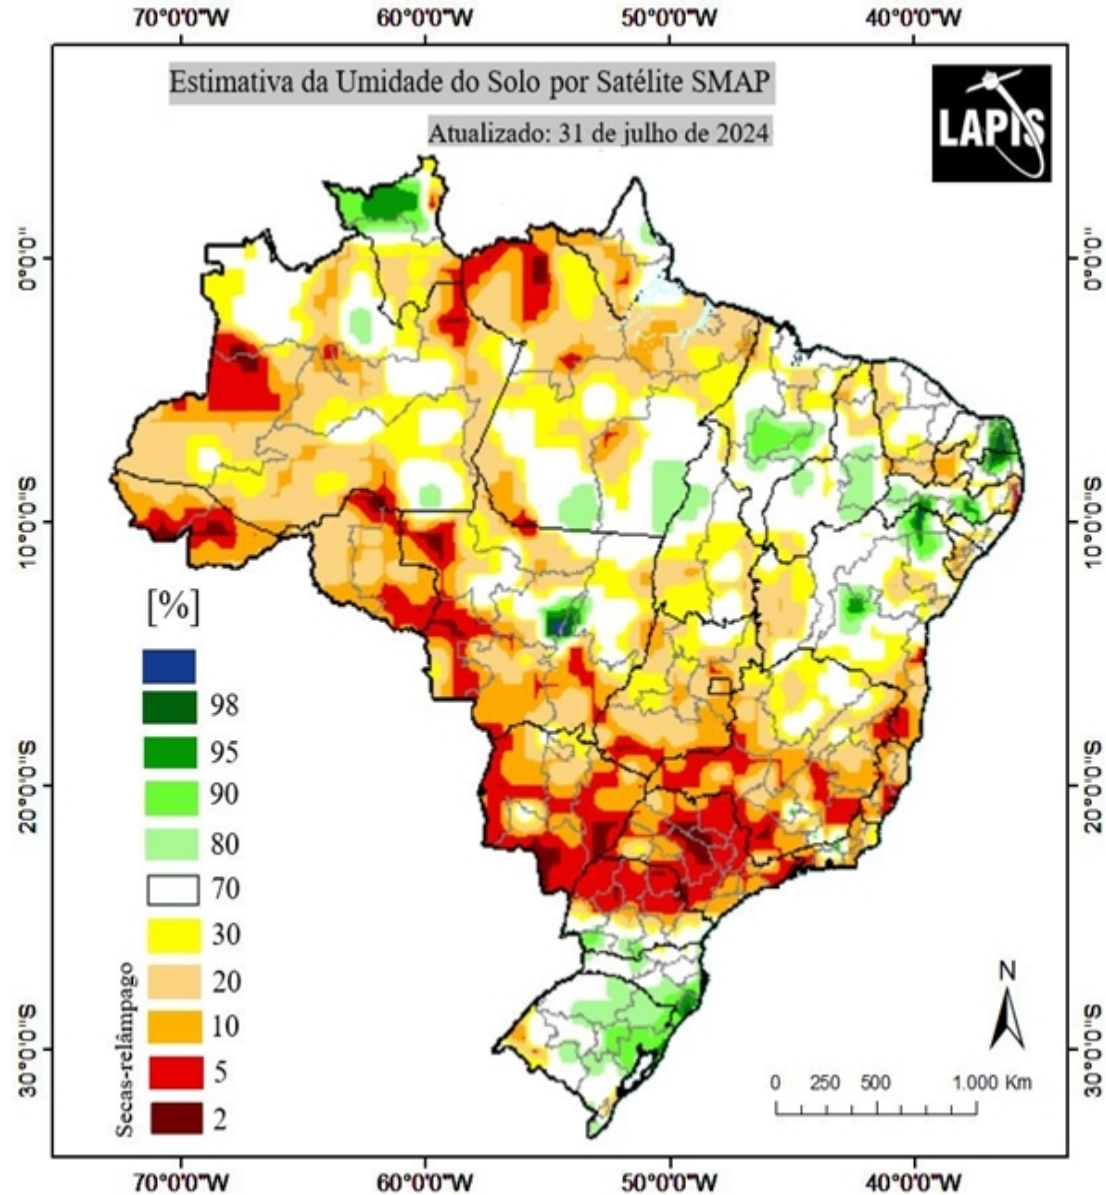 70°0'0"W 60°0'0"W 50°0'0"W 40°0'0"W
Estimativa da Umidade do Solo por Satélite SMAP
Atualizado: 31 de julho de 2024
LAPIS
0°0'0"
0°0'0"
10°0'0"S
10°0'0"S
20°0'0"S
20°0'0"S
30°0'0"S
30°0'0"S
[%]
98
95
90
80
70
30
20
10
5
2
Secas-relâmpago
N
0 250 500 1.000 Km
70°0'0"W 60°0'0"W 50°0'0"W 40°0'0"W